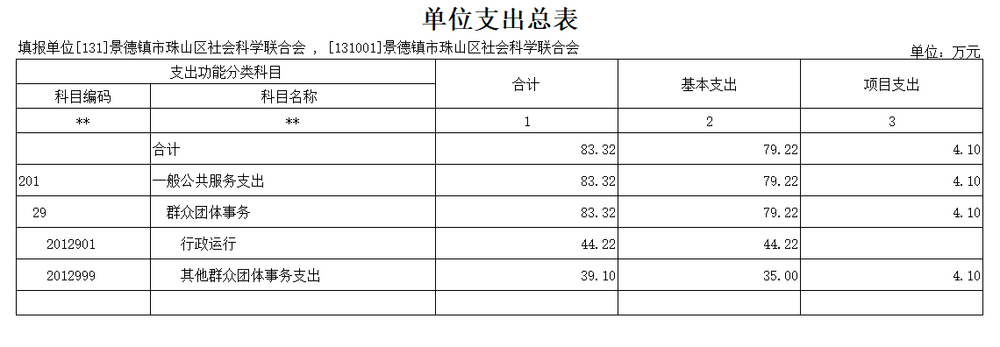 单位支出总表
填报单位[131]景德镇市珠山区社会科学联合会 , [131001]景德镇市珠山区社会科学联合会
单位：万元
支出功能分类科目 合计 基本支出 项目支出
科目编码 科目名称
** ** 1 2 3
合计 83.32 79.22 4.10
201 一般公共服务支出 83.32 79.22 4.10
29 群众团体事务 83.32 79.22 4.10
2012901 行政运行 44.22 44.22
2012999 其他群众团体事务支出 39.10 35.00 4.10